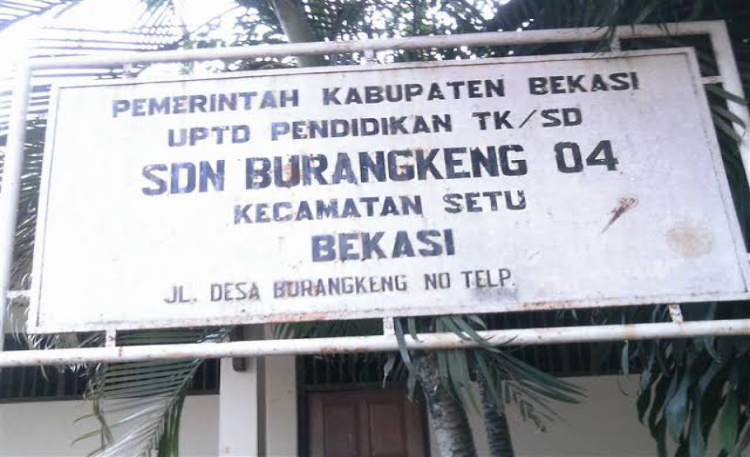 PEMERINTAH KABUPATEN BEKASI
UPTD PENDIDIKAN TK/SD
SDN BURANGKENG 04
KECAMATAN SETU
BEKASI
JL. DESA BURANGKENG NO TELP.